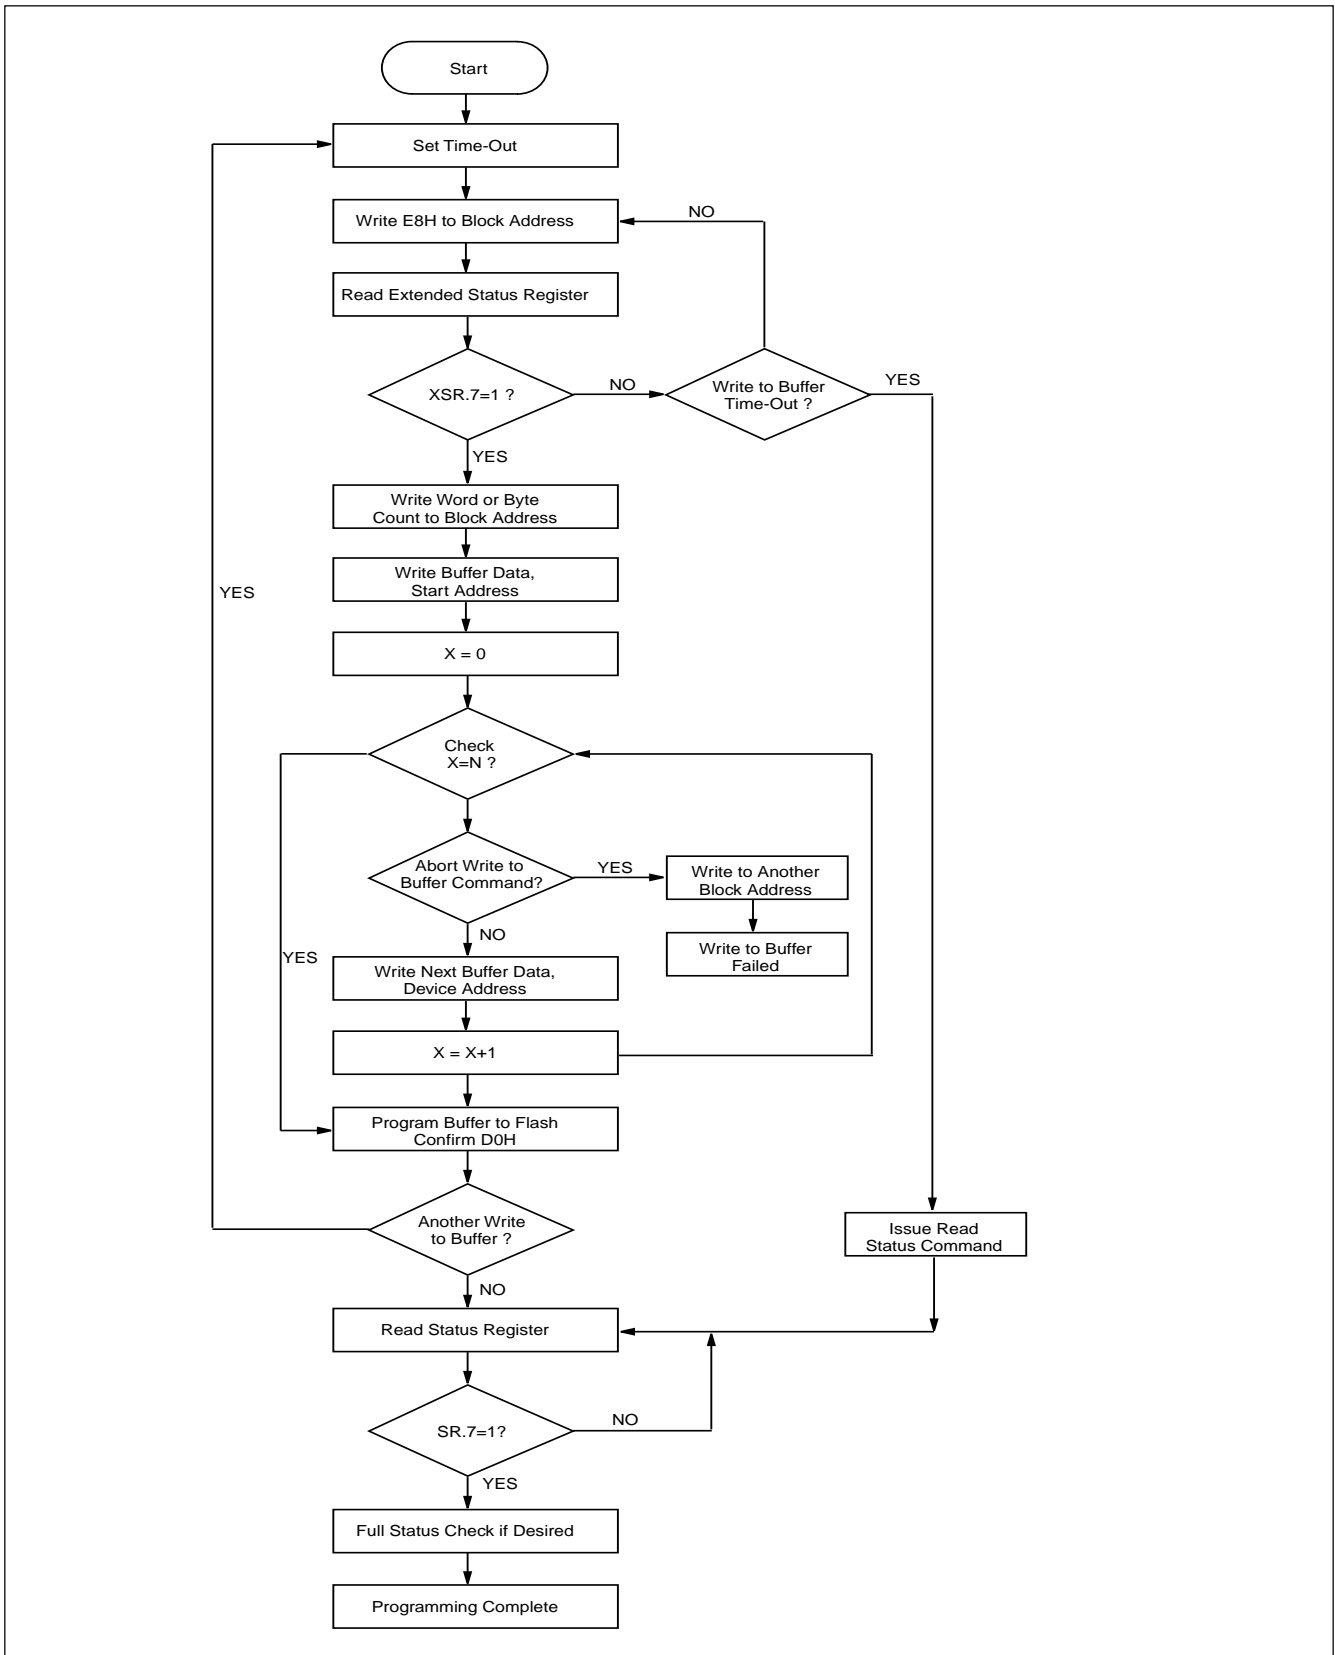 Start
Set Time-Out
Write E8H to Block Address
NO
Read Extended Status Register
XSR.7=1 ?
NO
Write to Buffer
Time-Out ?
YES
YES
Write Word or Byte
Count to Block Address
Write Buffer Data,
Start Address
YES
X = 0
Check
X=N ?
Abort Write to
Buffer Command?
YES
Write to Another
Block Address
NO
Write to Buffer
Failed
YES
Write Next Buffer Data,
Device Address
X = X+1
Program Buffer to Flash
Confirm D0H
Another Write
to Buffer ?
Issue Read
Status Command
NO
Read Status Register
SR.7=1?
NO
YES
Full Status Check if Desired
Programming Complete